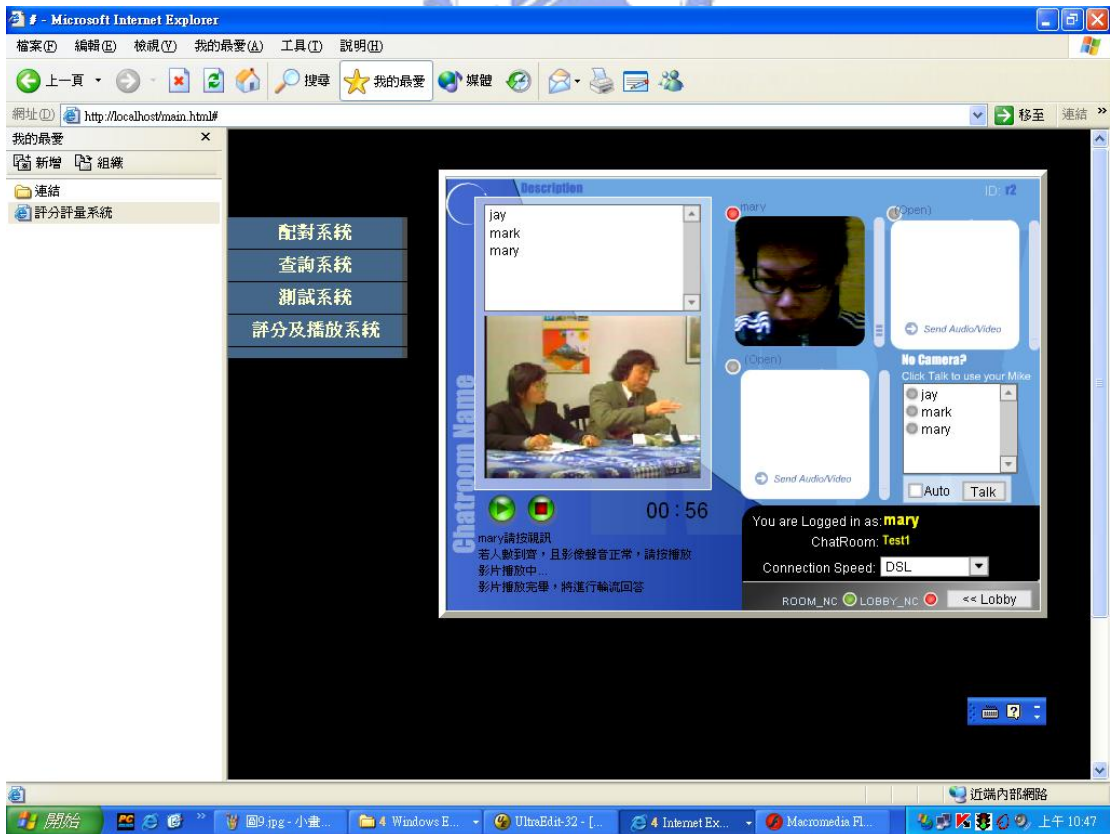 # - Microsoft Internet Explorer
檔案(F) 編輯(E) 檢視(V) 我的最愛(A) 工具(T) 說明(H)
上一頁 搜尋 我的最愛 媒體
網址(D) http://localhost/main.html# 移至 連結 »
我的最愛 ×
新增 組織
連結
評分評量系統
配對系統
查詢系統
測試系統
評分及播放系統
Description
ID: r2
jay
mark
mary
mary
(Open)
Send Audio/Video
(Open)
Send Audio/Video
No Camera?
Click Talk to use your Mike
jay
mark
mary
Auto Talk
Chatroom Name
00:56
mary請按視訊
若人數到齊,且影像聲音正常,請按播放
影片播放中...
影片播放完畢,將進行輪流回答
You are Logged in as: mary
ChatRoom: Test1
Connection Speed: DSL
ROOM_NC LOBBY_NC << Lobby
近端內部網路
開始 » 圖9.jpg - 小畫... 4 Windows E... UltraEdit-32 - [... 4 Internet Ex... Macromedia Fl... 上午 10:47